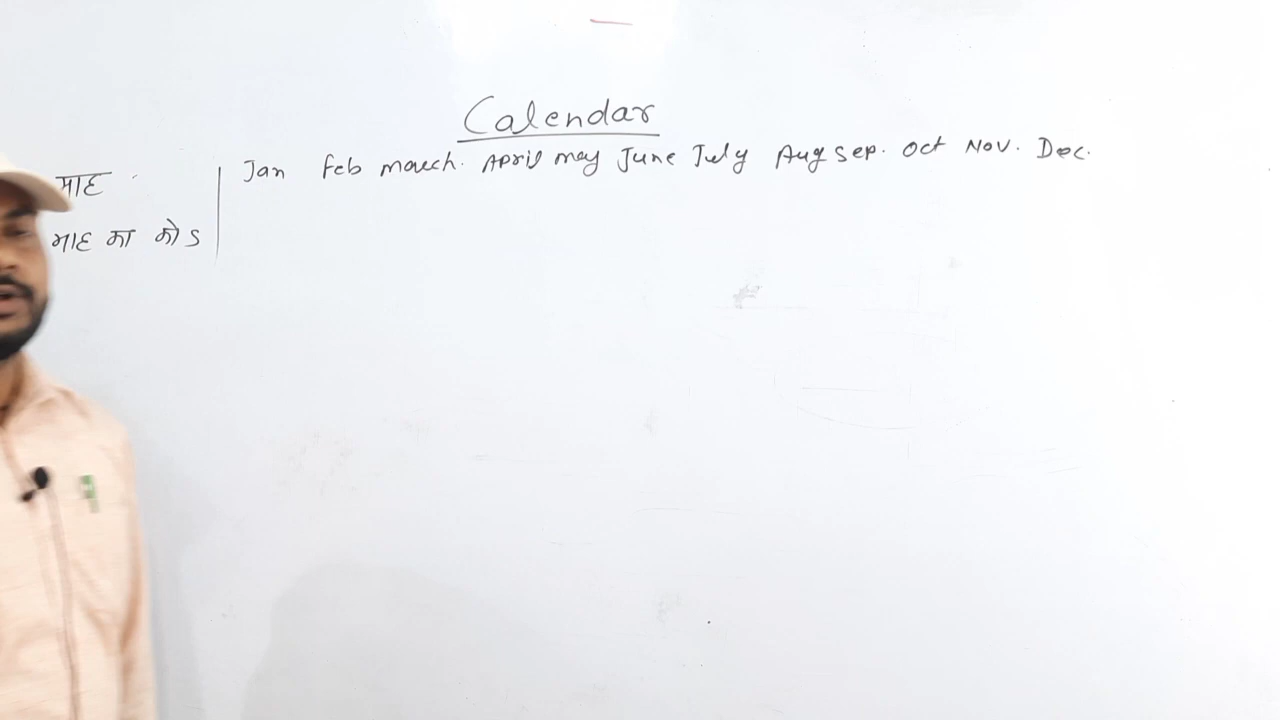 Calendar
माह Jan Feb march. April may June July Aug Sep. Oct Nov. Dec.
माह का कोड